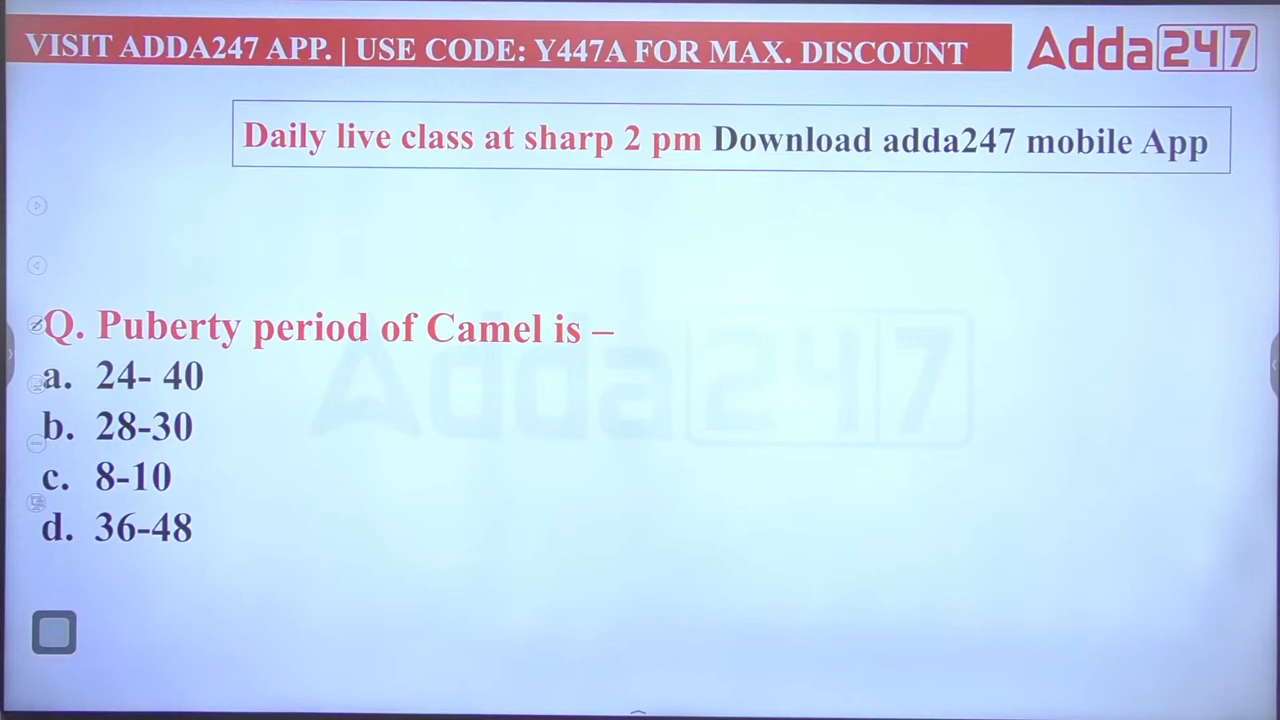 VISIT ADDA247 APP. | USE CODE: Y447A FOR MAX. DISCOUNT
Adda247
Daily live class at sharp 2 pm Download adda247 mobile App
Q. Puberty period of Camel is –
a. 24- 40
b. 28-30
c. 8-10
d. 36-48
Adda247